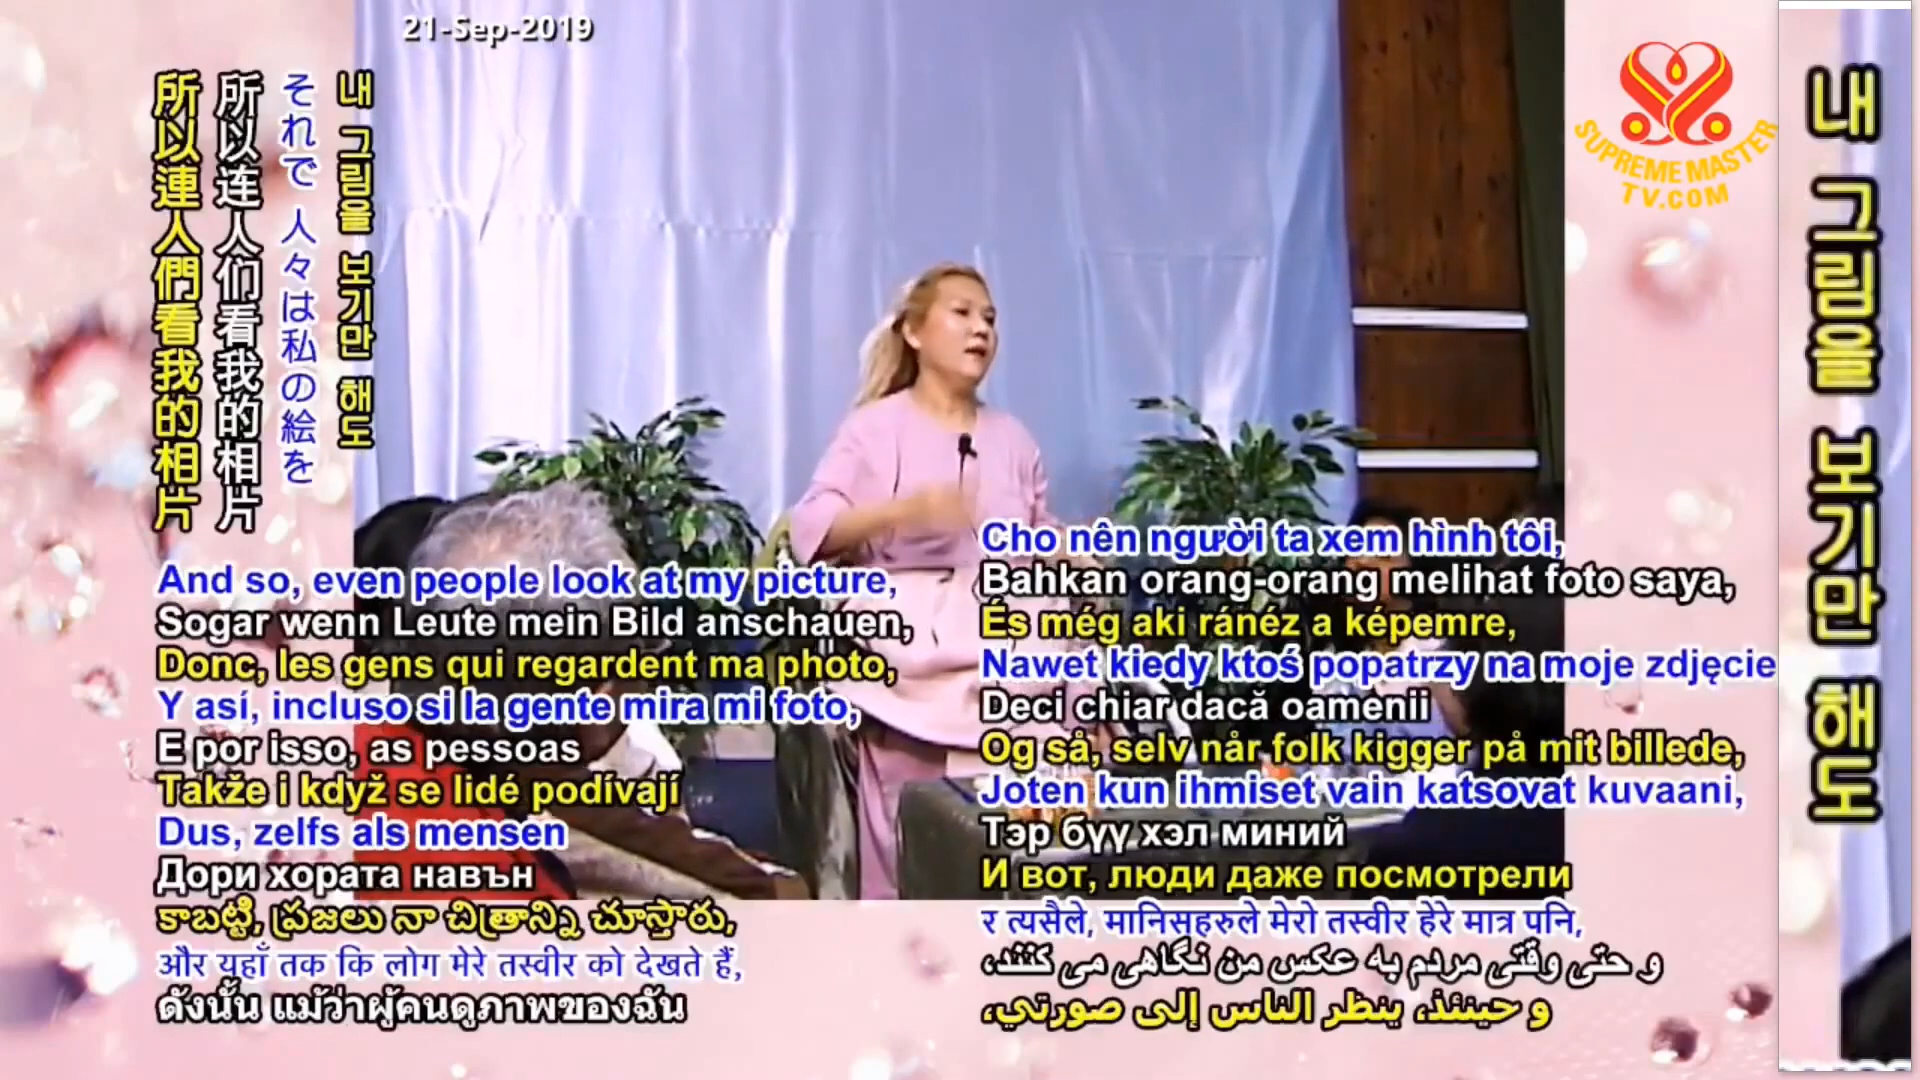 21-Sep-2019
所以連人們看我的相片
所以连人们看我的相片
それで 人々は私の絵を
내 그림을 보기만 해도
SUPREME MASTER
TV.COM
And so, even people look at my picture,
Sogar wenn Leute mein Bild anschauen,
Donc, les gens qui regardent ma photo,
Y así, incluso si la gente mira mi foto,
E por isso, as pessoas
Takže i když se lidé podívají
Dus, zelfs als mensen
Дори хората навън
కాబట్టి, ప్రజలు నా చిత్రాన్ని చూస్తారు,
और यहाँ तक कि लोग मेरे तस्वीर को देखते हैं,
ดังนั้น แม้ว่าผู้คนดูภาพของฉัน
Cho nên người ta xem hình tôi,
Bahkan orang-orang melihat foto saya,
És még aki ránéz a képemre,
Nawet kiedy ktoś popatrzy na moje zdjęcie
Deci chiar dacă oamenii
Og så, selv når folk kigger på mit billede,
Joten kun ihmiset vain katsovat kuvaani,
Тэр бүү хэл миний
И вот, люди даже посмотрели
र त्यसैले, मानिसहरुले मेरो तस्वीर हेरे मात्र पनि,
و حتی وقتی مردم به عکس من نگاهی می کنند،
و حينئذ، ينظر الناس إلى صورتي،
내 그림을 보기만 해도